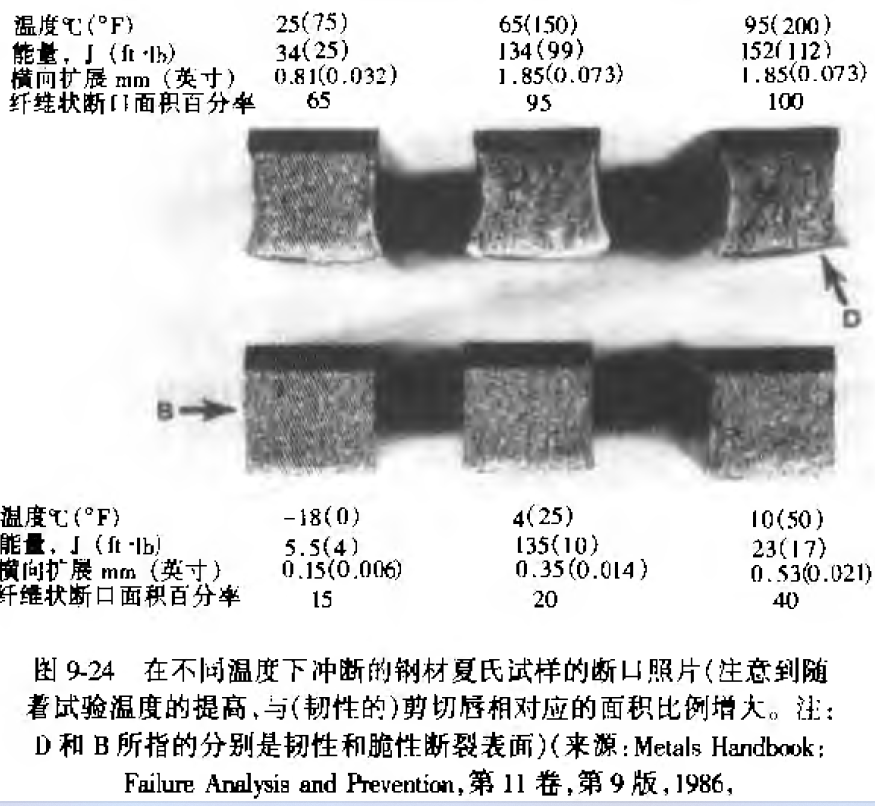 温度℃(°F) 25(75) 65(150) 95(200)
能量，J (ft·lb) 34(25) 134(99) 152(112)
横向扩展 mm (英寸) 0.81(0.032) 1.85(0.073) 1.85(0.073)
纤维状断口面积百分率 65 95 100
D
B
温度℃(°F) -18(0) 4(25) 10(50)
能量，J (ft·lb) 5.5(4) 135(10) 23(17)
横向扩展 mm (英寸) 0.15(0.006) 0.35(0.014) 0.53(0.021)
纤维状断口面积百分率 15 20 40
图 9-24 在不同温度下冲断的钢材夏氏试样的断口照片(注意到随
着试验温度的提高,与(韧性的)剪切唇相对应的面积比例增大。注:
D 和 B 所指的分别是韧性和脆性断裂表面)(来源:Metals Handbook:
Failure Analysis and Prevention,第 11 卷,第 9 版,1986,